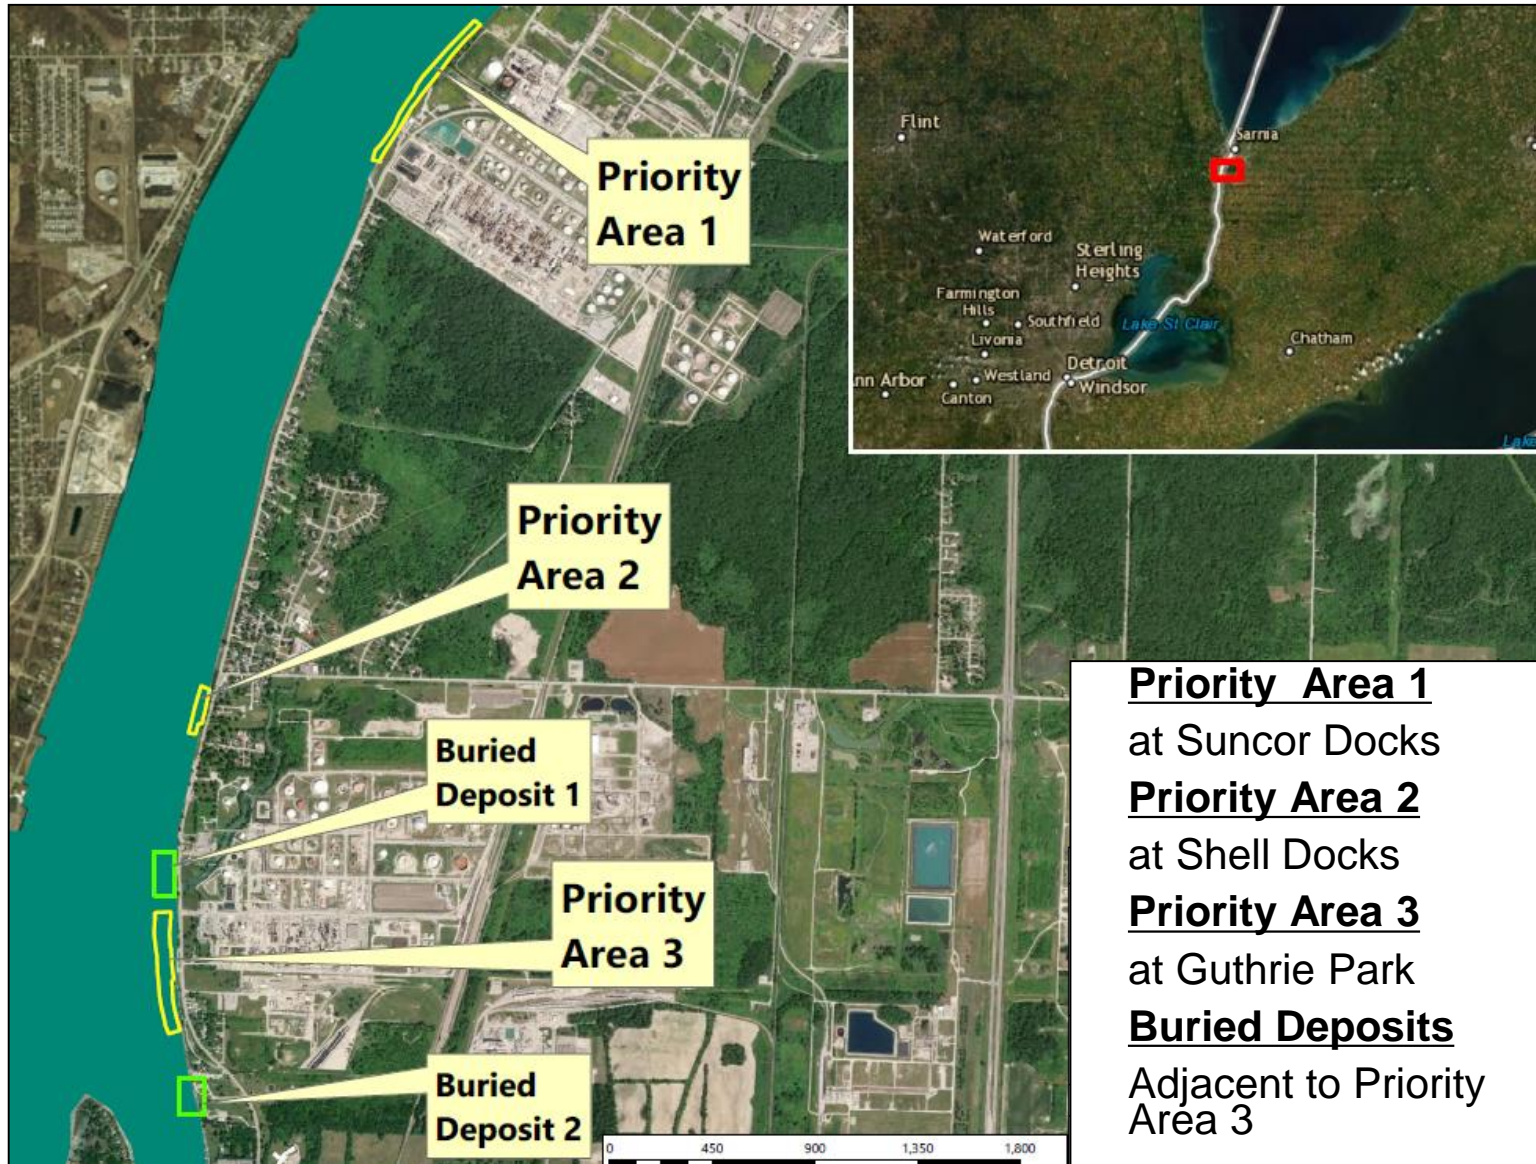 Flint
Sarnia
Waterford
Sterling
Heights
Farmington
Hills
Southfield
Livonia
Lake St Clair
Chatham
Detroit
nn Arbor
Westland
Windsor
Canton
Lake
Priority
Area 1
Priority
Area 2
Buried
Deposit 1
Priority
Area 3
Buried
Deposit 2
Priority Area 1
at Suncor Docks
Priority Area 2
at Shell Docks
Priority Area 3
at Guthrie Park
Buried Deposits
Adjacent to Priority
Area 3
0 450 900 1,350 1,800